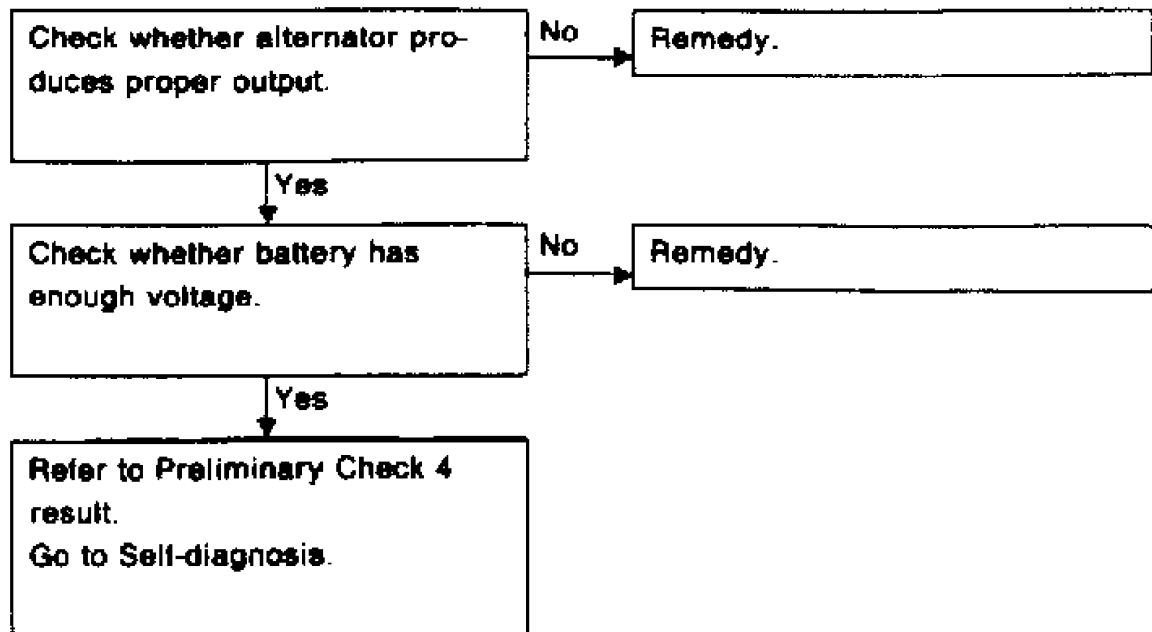 Check whether alternator pro-
duces proper output.
No
Remedy.
Yes
Check whether battery has
enough voltage.
No
Remedy.
Yes
Refer to Preliminary Check 4
result.
Go to Self-diagnosis.